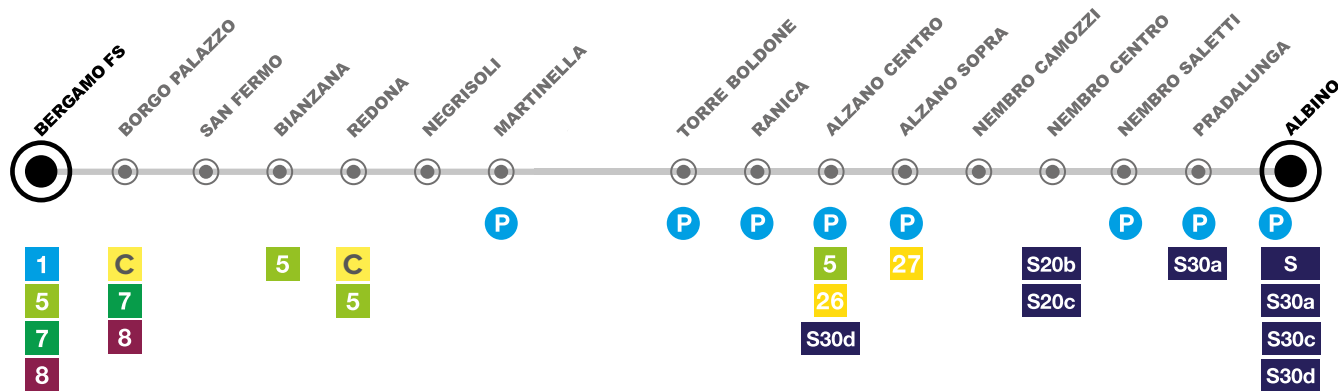 BERGAMO FS
BORGO PALAZZO
SAN FERMO
BIANZANA
REDONA
NEGRISOLI
MARTINELLA
TORRE BOLDONE
RANICA
ALZANO CENTRO
ALZANO SOPRA
NEMBRO CAMOZZI
NEMBRO CENTRO
NEMBRO SALETTI
PRADALUNGA
ALBINO
P P P P P P P P
1 C 5 C 5 27 S20b S30a S
5 7 5 26 S20c S30a
7 8 S30d S30c
8 S30d